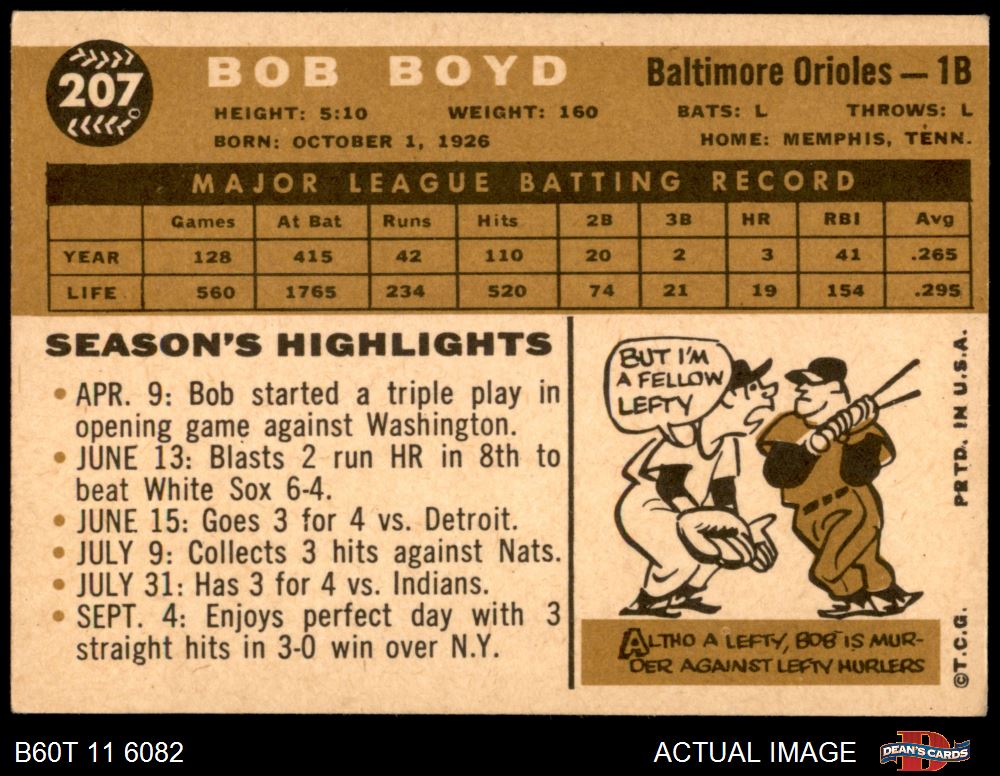 207
BOB BOYD
Baltimore Orioles — 1B
HEIGHT: 5:10 WEIGHT: 160 BATS: L THROWS: L
BORN: OCTOBER 1, 1926 HOME: MEMPHIS, TENN.
MAJOR LEAGUE BATTING RECORD
Games At Bat Runs Hits 2B 3B HR RBI Avg
YEAR 128 415 42 110 20 2 3 41 .265
LIFE 560 1765 234 520 74 21 19 154 .295
SEASON'S HIGHLIGHTS
• APR. 9: Bob started a triple play in
opening game against Washington.
• JUNE 13: Blasts 2 run HR in 8th to
beat White Sox 6-4.
• JUNE 15: Goes 3 for 4 vs. Detroit.
• JULY 9: Collects 3 hits against Nats.
• JULY 31: Has 3 for 4 vs. Indians.
• SEPT. 4: Enjoys perfect day with 3
straight hits in 3-0 win over N.Y.
BUT I'M
A FELLOW
LEFTY
ALTHO A LEFTY, BOB IS MUR-
DER AGAINST LEFTY HURLERS
©T.C.G. PRTD. IN U.S.A.
B60T 11 6082 ACTUAL IMAGE
D
DEAN'S CARDS